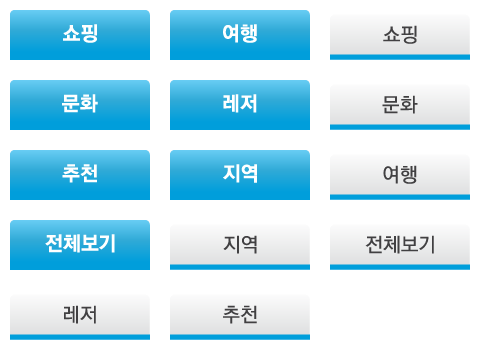 쇼핑 여행 쇼핑
문화 레저 문화
추천 지역 여행
전체보기 지역 전체보기
레저 추천